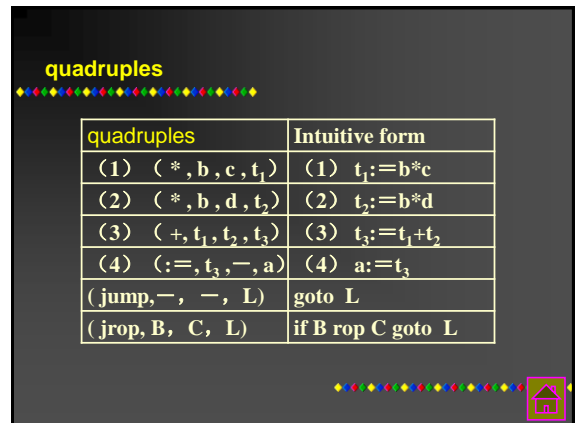 quadruples
quadruples Intuitive form
（1）（ * , b , c , t₁） （1） t₁:＝b*c
（2）（ * , b , d , t₂） （2） t₂:＝b*d
（3）（ +, t₁ , t₂ , t₃） （3） t₃:＝t₁+t₂
（4）（:＝, t₃ ,－, a） （4） a:＝t₃
( jump,－，－，L) goto L
( jrop, B，C，L) if B rop C goto L